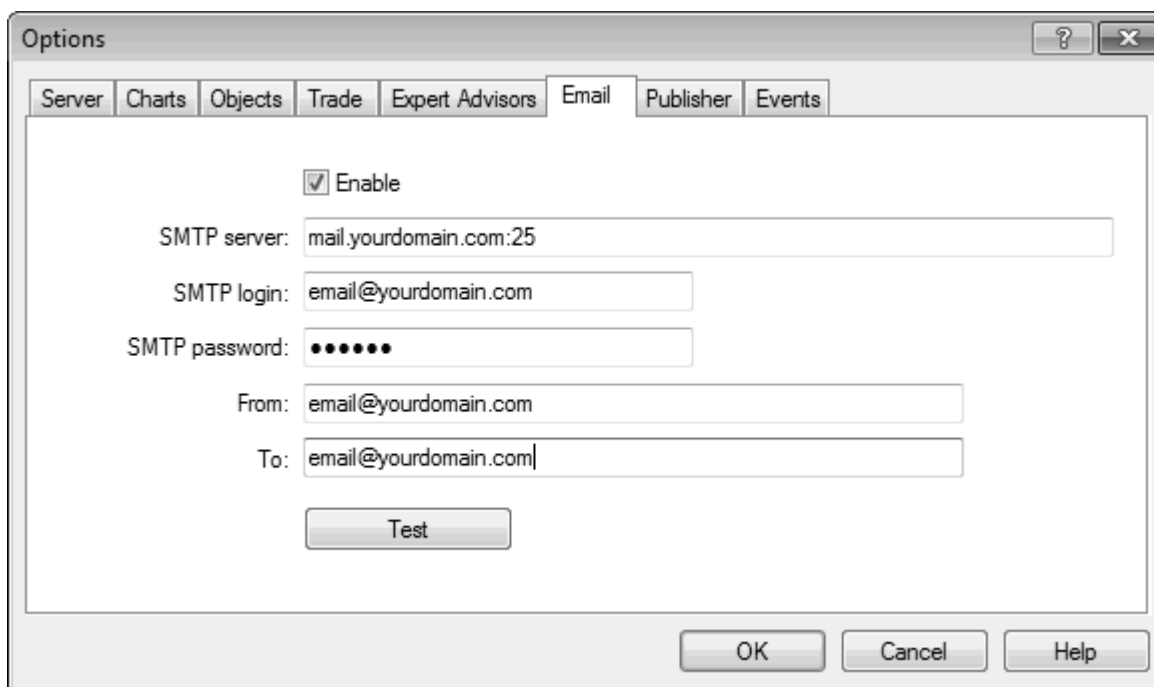 Options
Server Charts Objects Trade Expert Advisors Email Publisher Events
Enable
SMTP server: mail.yourdomain.com:25
SMTP login: email@yourdomain.com
SMTP password: ••••••
From: email@yourdomain.com
To: email@yourdomain.com
Test
OK Cancel Help